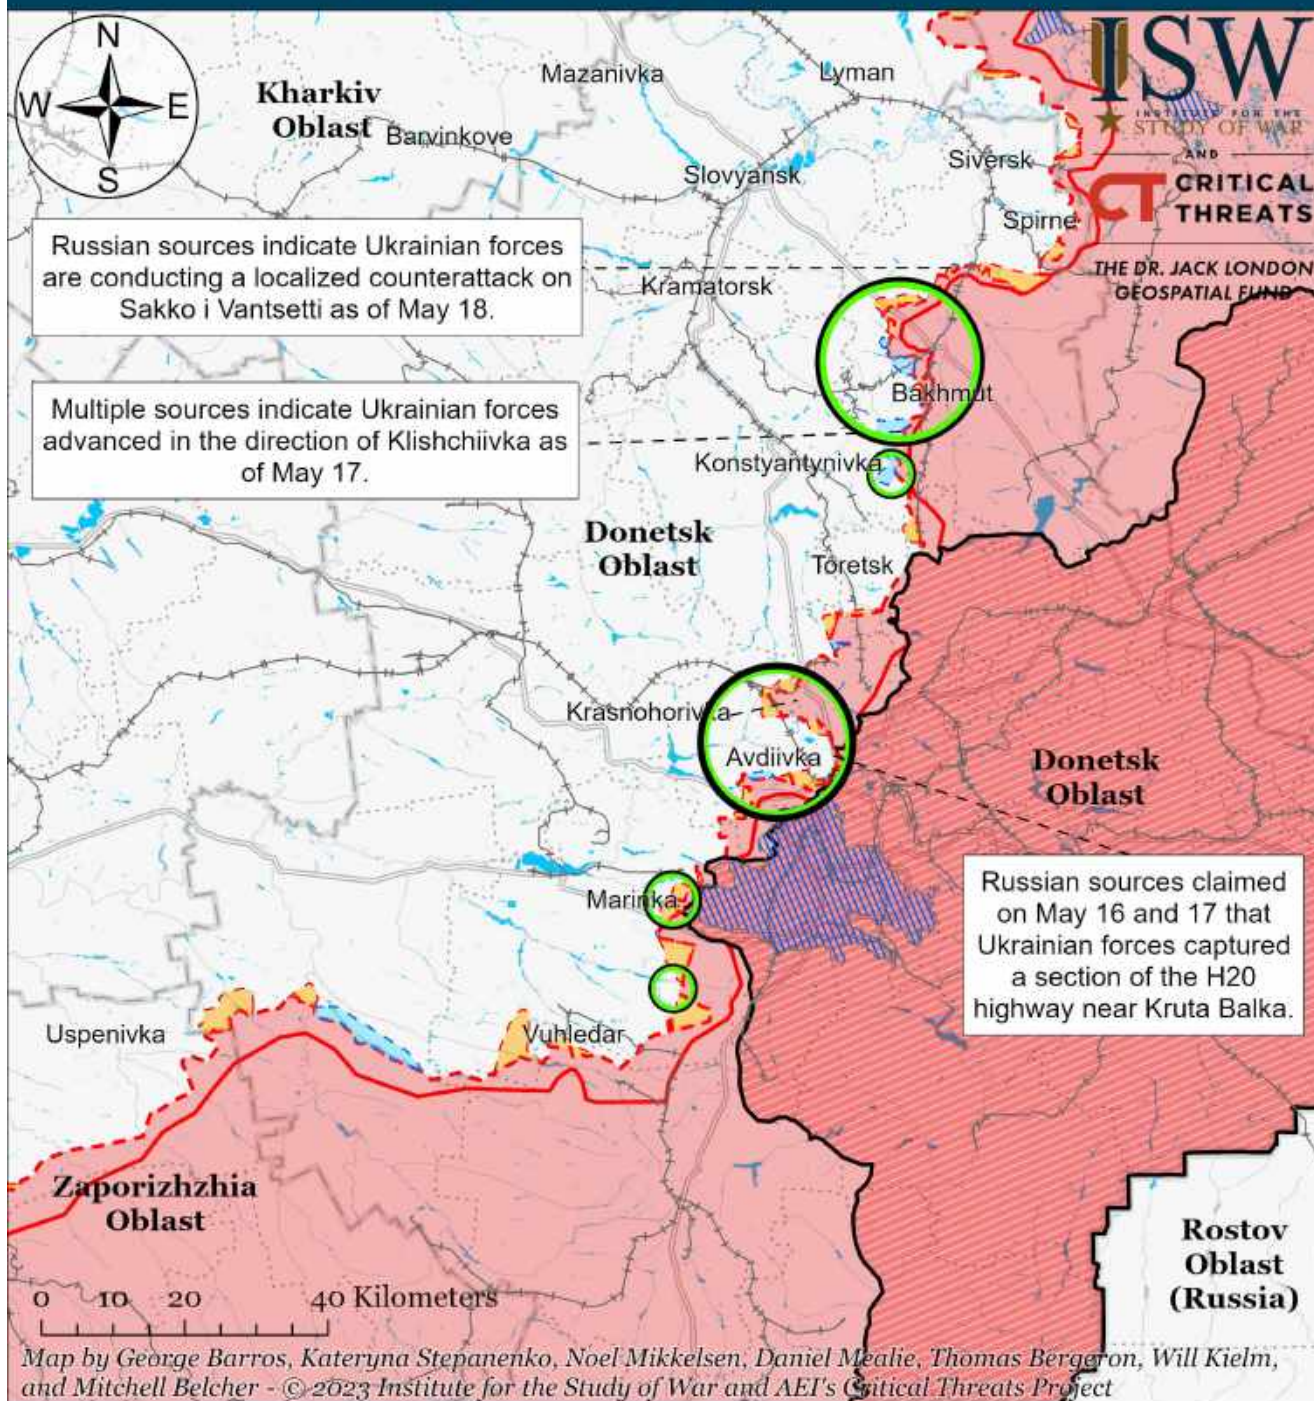 N
W E
S
Kharkiv
Oblast
Mazanivka
Lyman
Barvinkove
Slovyansk
Siversk
Spirne
ISW
INSTITUTE FOR THE
STUDY OF WAR
AND
CT CRITICAL
THREATS
THE DR. JACK LONDON
GEOSPATIAL FUND
Russian sources indicate Ukrainian forces
are conducting a localized counterattack on
Sakko i Vantsetti as of May 18.
Kramatorsk
Bakhmut
Multiple sources indicate Ukrainian forces
advanced in the direction of Klishchiivka as
of May 17.
Konstyantynivka
Donetsk
Oblast
Toretsk
Krasnohorivka
Avdiivka
Donetsk
Oblast
Marinka
Russian sources claimed
on May 16 and 17 that
Ukrainian forces captured
a section of the H20
highway near Kruta Balka.
Uspenivka
Vuhledar
Zaporizhzhia
Oblast
Rostov
Oblast
(Russia)
0 10 20 40 Kilometers
Map by George Barros, Kateryna Stepanenko, Noel Mikkelsen, Daniel Mealie, Thomas Bergeron, Will Kielm,
and Mitchell Belcher - © 2023 Institute for the Study of War and AEI's Critical Threats Project